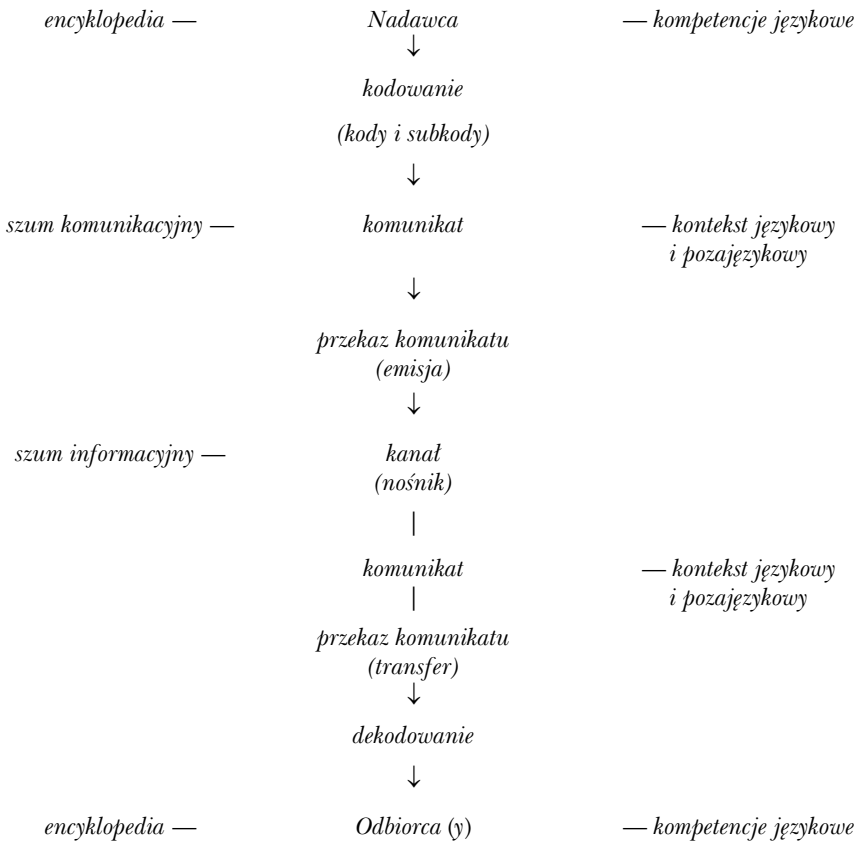 encyklopedia — Nadawca — kompetencje językowe
↓
kodowanie
(kody i subkody)
↓
szum komunikacyjny — komunikat — kontekst językowy
i pozajęzykowy
↓
przekaz komunikatu
(emisja)
↓
szum informacyjny — kanał
(nośnik)
|
komunikat — kontekst językowy
| i pozajęzykowy
przekaz komunikatu
(transfer)
↓
dekodowanie
↓
encyklopedia — Odbiorca (y) — kompetencje językowe